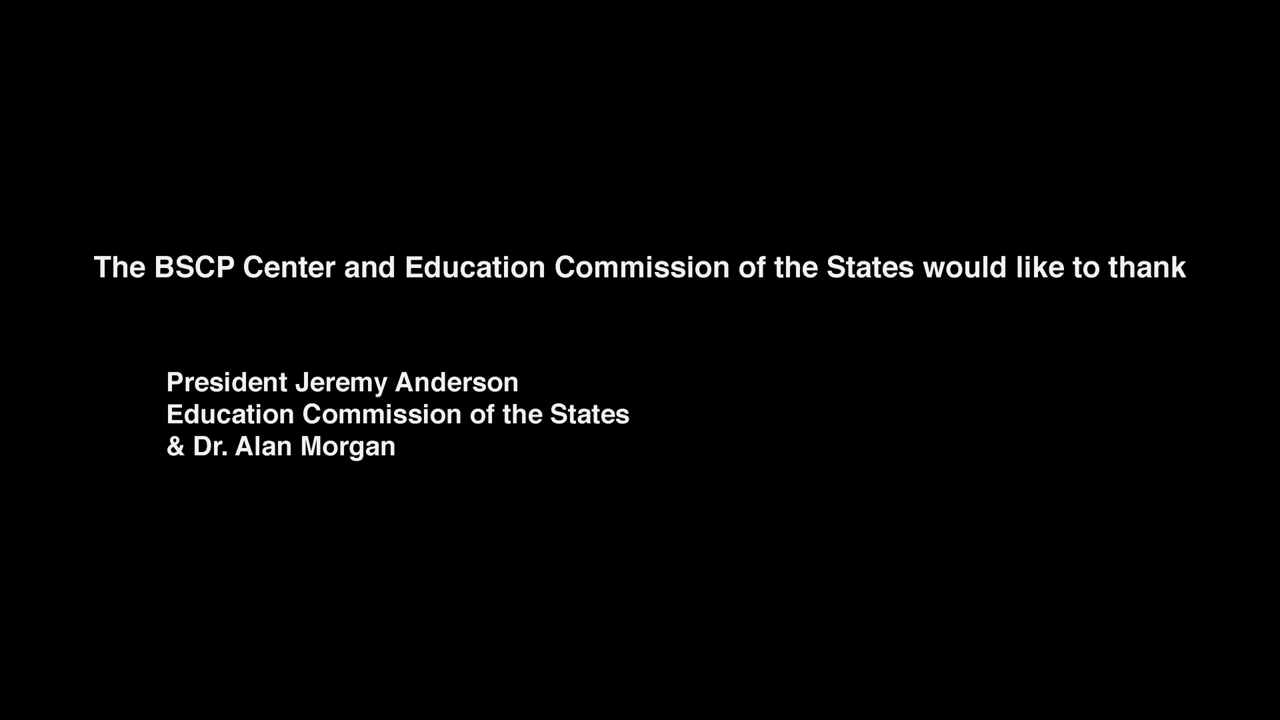 The BSCP Center and Education Commission of the States would like to thank
President Jeremy Anderson
Education Commission of the States
& Dr. Alan Morgan